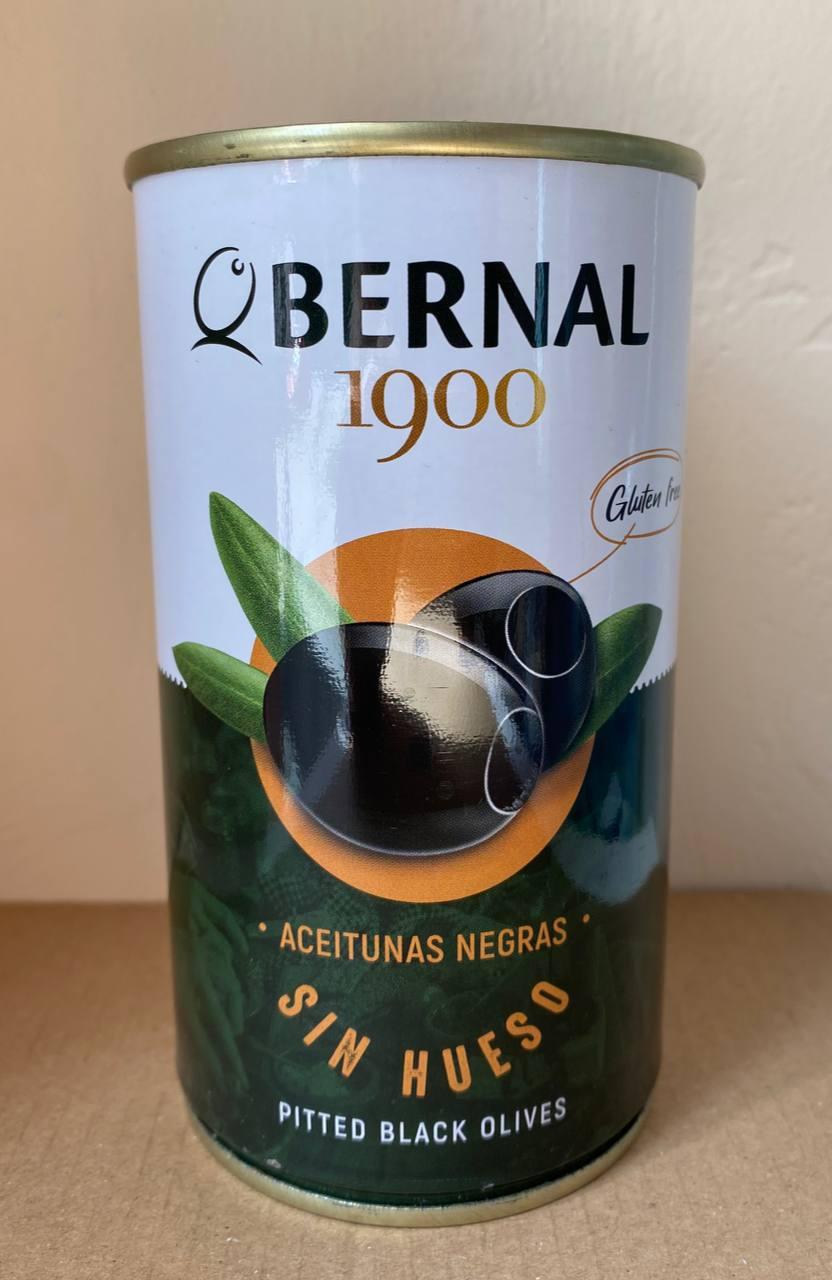 BERNAL
1900
Gluten free
· ACEITUNAS NEGRAS ·
SIN HUESO
PITTED BLACK OLIVES